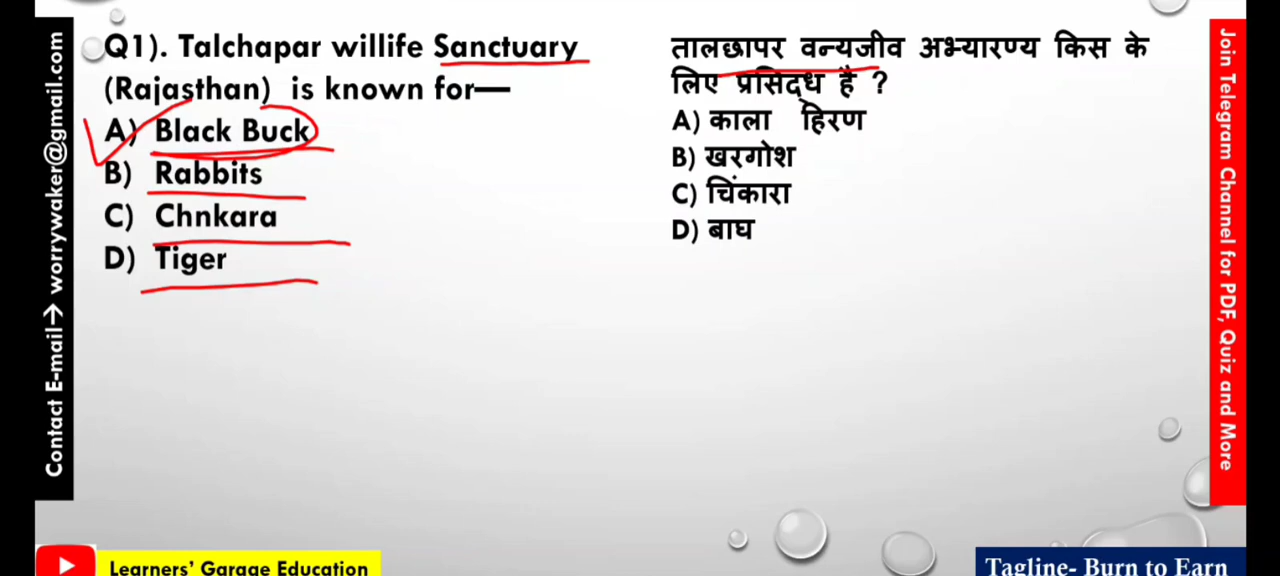 Contact E-mail→ worrywaker@gmail.com
Q1). Talchapar willife Sanctuary
(Rajasthan) is known for—
A) Black Buck
B) Rabbits
C) Chnkara
D) Tiger
तालछापर वन्यजीव अभ्यारण्य किस के
लिए प्रसिद्ध है ?
A) काला हिरण
B) खरगोश
C) चिंकारा
D) बाघ
Join Telegram Channel for PDF, Quiz and More
Learners' Garage Education
Tagline- Burn to Earn